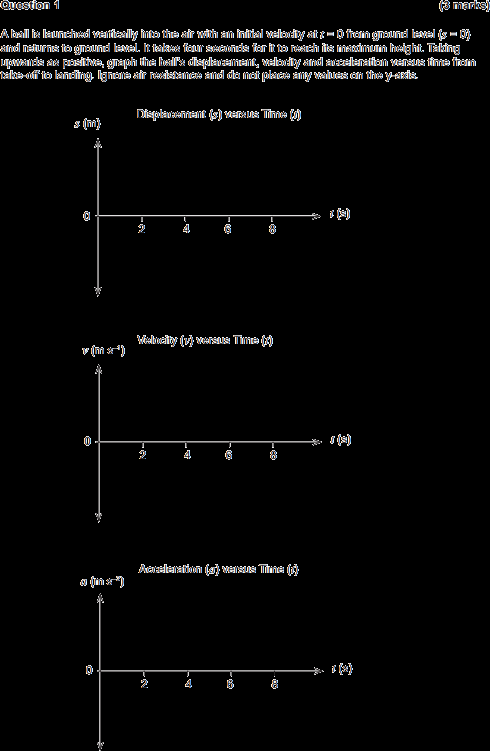 Question 1 (3 marks)
A ball is launched vertically into the air with an initial velocity at t = 0 from ground level (s = 0)
and returns to ground level. It takes four seconds for it to reach its maximum height. Taking
upwards as positive, graph the ball's displacement, velocity and acceleration versus time from
take-off to landing. Ignore air resistance and do not place any values on the y-axis.
Displacement (s) versus Time (t)
s (m)
0
t (s)
2 4 6 8
Velocity (v) versus Time (t)
v (m s⁻¹)
0
t (s)
2 4 6 8
Acceleration (a) versus Time (t)
a (m s⁻²)
0
t (s)
2 4 6 8